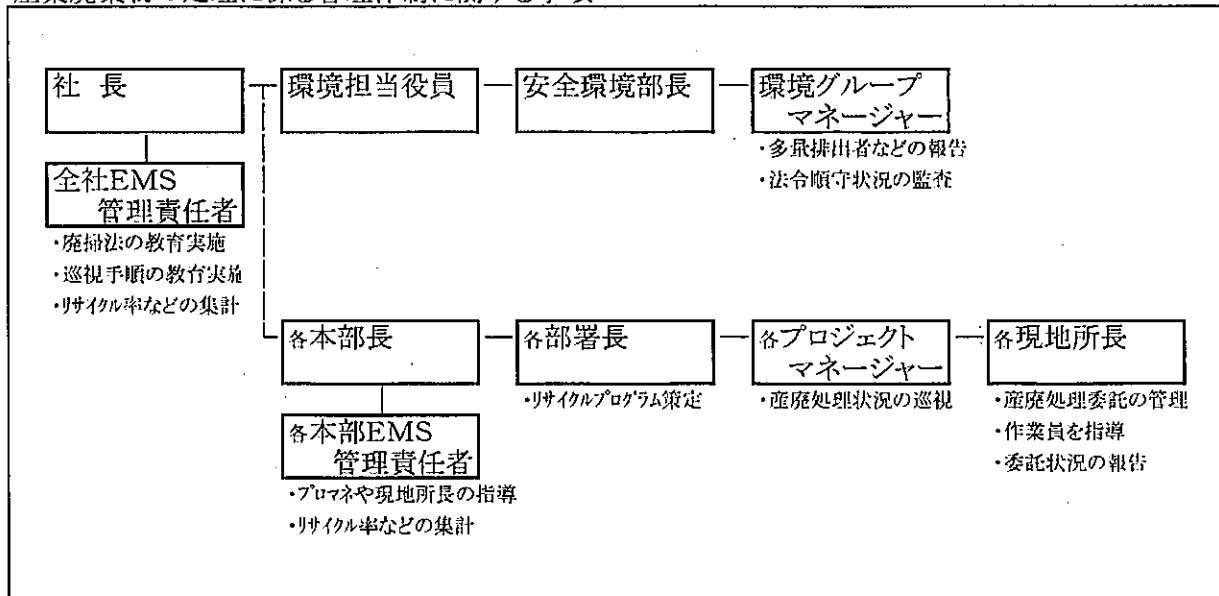 産業廃棄物の処理に係る管理体制に関する事項
社 長
環境担当役員
安全環境部長
環境グループ
マネージャー
・多量排出者などの報告
・法令順守状況の監査
全社EMS
管理責任者
・廃掃法の教育実施
・巡視手順の教育実施
・リサイクル率などの集計
各本部長
各部署長
・リサイクルプログラム策定
各プロジェクト
マネージャー
・産廃処理状況の巡視
各現地所長
・産廃処理委託の管理
・作業員を指導
・委託状況の報告
各本部EMS
管理責任者
・プロマネや現地所長の指導
・リサイクル率などの集計